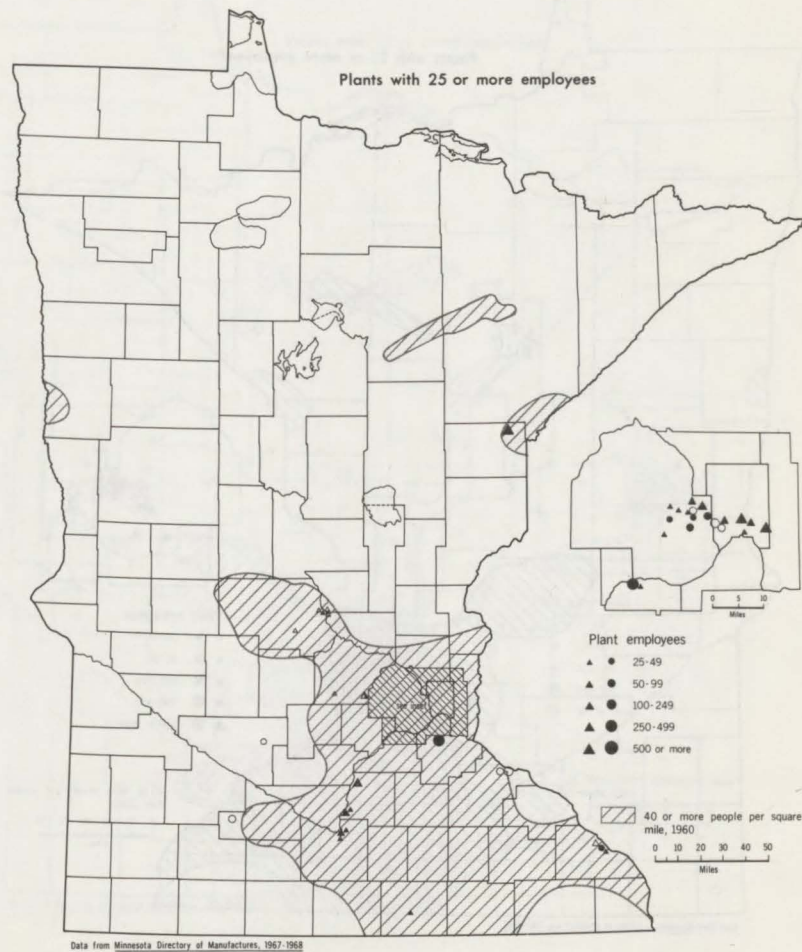 Plants with 25 or more employees
0 5 10
Miles
Plant employees
25-49
50-99
100-249
250-499
500 or more
40 or more people per square
mile, 1960
0 10 20 30 40 50
Miles
Data from Minnesota Directory of Manufactures, 1967-1968